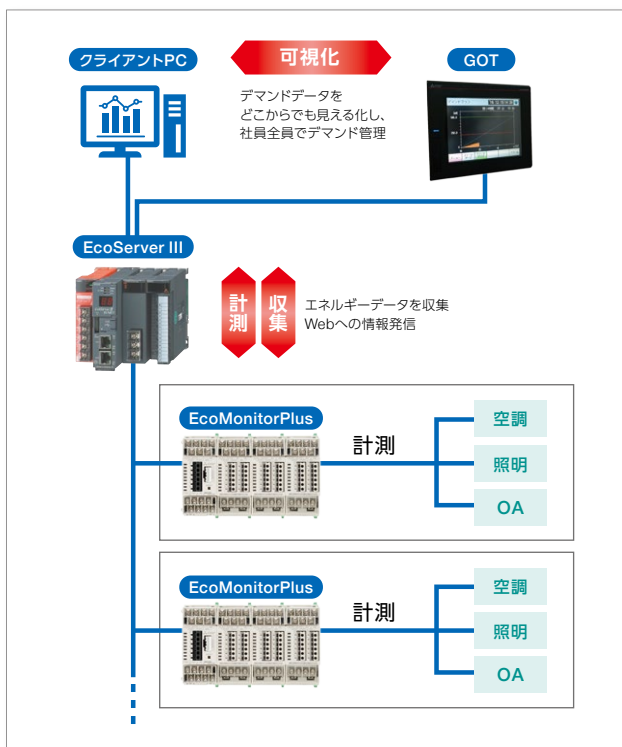 クライアントPC
可視化
GOT
デマンドデータを
どこからでも見える化し、
社員全員でデマンド管理
EcoServer III
計測
収集
エネルギーデータを収集
Webへの情報発信
EcoMonitorPlus
計測
空調
照明
OA
EcoMonitorPlus
計測
空調
照明
OA